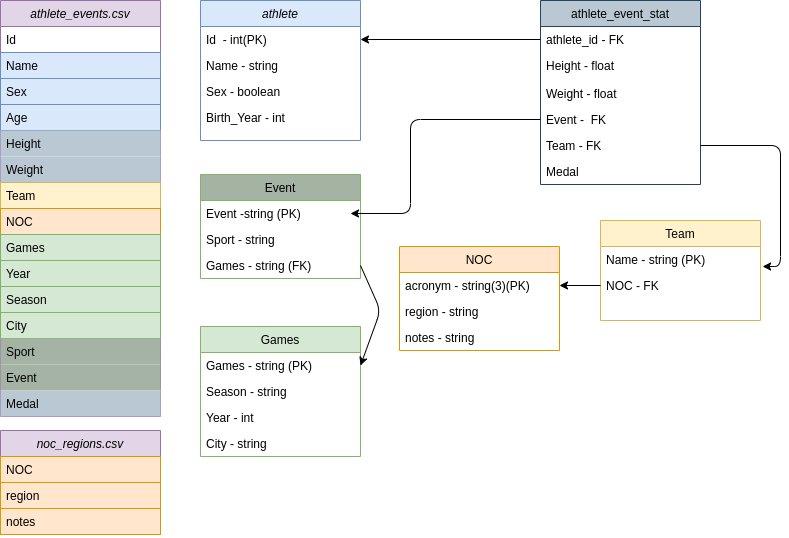 athlete_events.csv
Id
Name
Sex
Age
Height
Weight
Team
NOC
Games
Year
Season
City
Sport
Event
Medal
noc_regions.csv
NOC
region
notes
athlete
Id - int(PK)
Name - string
Sex - boolean
Birth_Year - int
Event
Event -string (PK)
Sport - string
Games - string (FK)
Games
Games - string (PK)
Season - string
Year - int
City - string
NOC
acronym - string(3)(PK)
region - string
notes - string
athlete_event_stat
athlete_id - FK
Height - float
Weight - float
Event - FK
Team - FK
Medal
Team
Name - string (PK)
NOC - FK